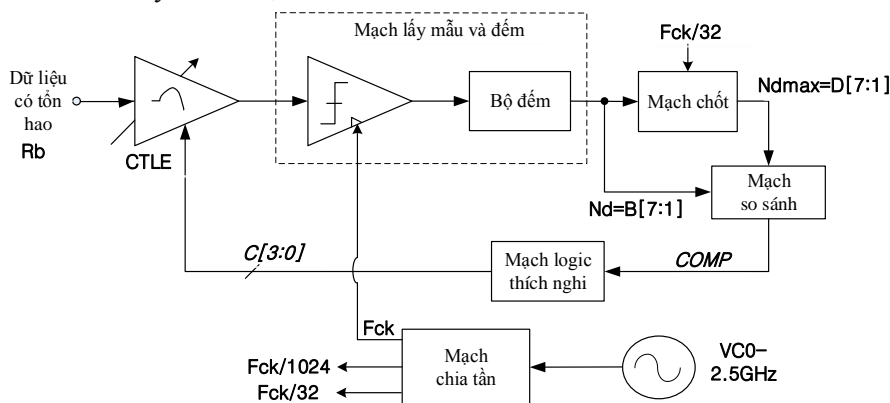 Mạch lấy mẫu và đếm
Fck/32
Dữ liệu
có tổn
hao
Rb
CTLE
Bộ đếm
Mạch chốt
Ndmax=D[7:1]
Nd=B[7:1]
Mạch
so sánh
C[3:0]
Mạch logic
thích nghi
COMP
Fck
Fck/1024
Fck/32
Mạch
chia tần
VC0-
2.5GHz